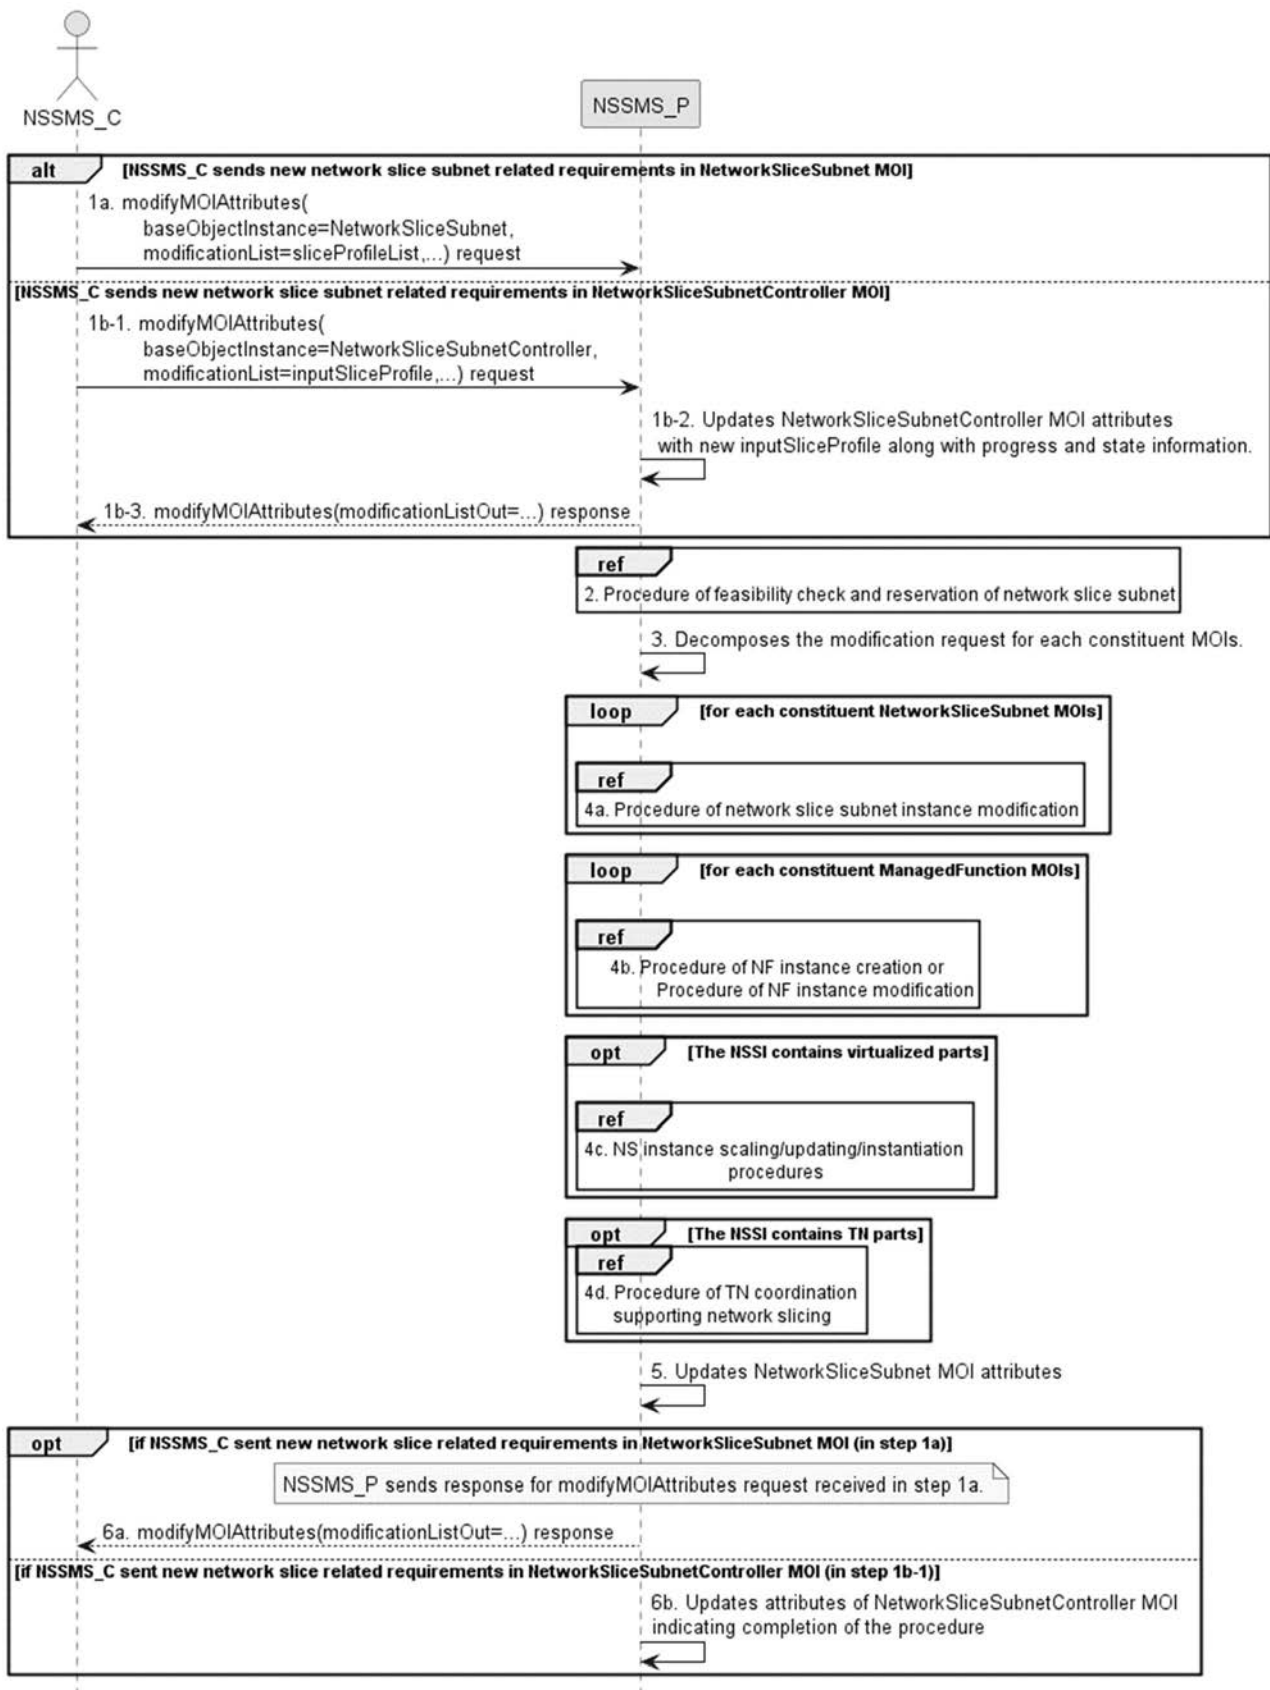 NSSMS_C
NSSMS_P
alt
[NSSMS_C sends new network slice subnet related requirements in NetworkSliceSubnet MOI]
1a. modifyMOIAttributes(
baseObjectInstance=NetworkSliceSubnet,
modificationList=sliceProfileList,...) request
[NSSMS_C sends new network slice subnet related requirements in NetworkSliceSubnetController MOI]
1b-1. modifyMOIAttributes(
baseObjectInstance=NetworkSliceSubnetController,
modificationList=inputSliceProfile,...) request
1b-2. Updates NetworkSliceSubnetController MOI attributes
with new inputSliceProfile along with progress and state information.
1b-3. modifyMOIAttributes(modificationListOut=...) response
ref
2. Procedure of feasibility check and reservation of network slice subnet
3. Decomposes the modification request for each constituent MOIs.
loop
[for each constituent NetworkSliceSubnet MOIs]
ref
4a. Procedure of network slice subnet instance modification
loop
[for each constituent ManagedFunction MOIs]
ref
4b. Procedure of NF instance creation or
Procedure of NF instance modification
opt
[The NSSI contains virtualized parts]
ref
4c. NS instance scaling/updating/instantiation
procedures
opt
[The NSSI contains TN parts]
ref
4d. Procedure of TN coordination
supporting network slicing
5. Updates NetworkSliceSubnet MOI attributes
opt
[if NSSMS_C sent new network slice related requirements in NetworkSliceSubnet MOI (in step 1a)]
NSSMS_P sends response for modifyMOIAttributes request received in step 1a.
6a. modifyMOIAttributes(modificationListOut=...) response
[if NSSMS_C sent new network slice related requirements in NetworkSliceSubnetController MOI (in step 1b-1)]
6b. Updates attributes of NetworkSliceSubnetController MOI
indicating completion of the procedure